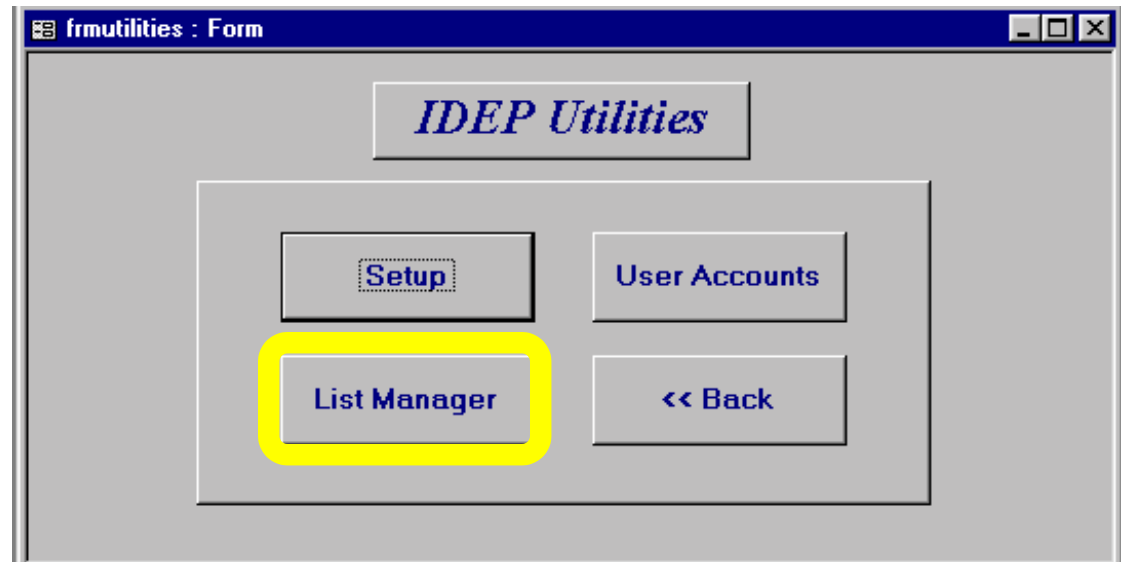 frmutilities : Form
IDEP Utilities
Setup
User Accounts
List Manager
<< Back